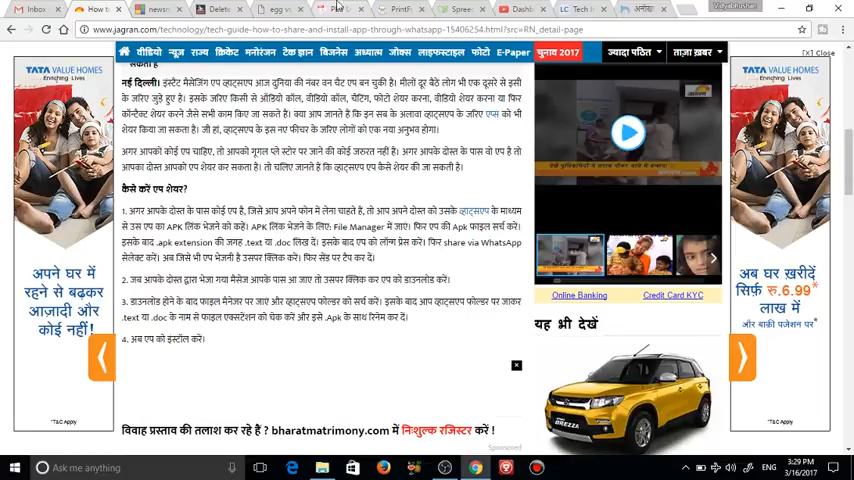 Inbox
How t
newsn
Delete
egg vu
PrintF
Spree
Dashb
LC Tech I
अनोखे
Vidyabhushan
www.jagran.com/technology/tech-guide-how-to-share-and-install-app-through-whatsapp-15406254.html?src=RN_detail-page
वीडियो न्यूज़ राज्य क्रिकेट मनोरंजन टेक ज्ञान बिजनेस अध्यात्म जोक्स लाइफस्टाइल फोटो E-Paper चुनाव 2017 ज्यादा पठित ताज़ा ख़बर
[X] Close
सकता है
नई दिल्ली। इंस्टेंट मैसेजिंग एप व्हाट्सएप आज दुनिया की नंबर वन चैट एप बन चुकी है। मीलों दूर बैठे लोग भी एक दूसरे से इसी
के जरिए जुड़े हुए हैं। इसके जरिए किसी से ऑडियो कॉल, वीडियो कॉल, चैटिंग, फोटो शेयर करना, वीडियो शेयर करना या फिर
कॉन्टैक्ट शेयर करने जैसे सभी काम किए जा सकते हैं। क्या आप जानते हैं कि इन सब के अलावा व्हाट्सएप के जरिए एप्स को भी
शेयर किया जा सकता है। जी हां, व्हाट्सएप के इस नए फीचर के जरिए लोगों को एक नया अनुभव होगा।
अगर आपको कोई एप चाहिए, तो आपको गूगल प्ले स्टोर पर जाने की कोई जरुरत नहीं है। अगर आपके दोस्त के पास वो एप है तो
आपका दोस्त आपको एप शेयर कर सकता है। तो चलिए जानते हैं कि व्हाट्सएप एप कैसे शेयर की जा सकती है।
कैसे करें एप शेयर?
1. अगर आपके दोस्त के पास कोई एप है, जिसे आप अपने फोन में लेना चाहते हैं, तो आप अपने दोस्त को उसके व्हाट्सएप के माध्यम
से उस एप का APK लिंक भेजने को कहें। APK लिंक भेजने के लिए: File Manager में जाएं। फिर एप की Apk फाइल सर्च करें।
इसके बाद .apk extension की जगह .text या .doc लिख दें। इसके बाद एप को लॉन्ग प्रेस करें। फिर share via WhatsApp
सेलेक्ट करें। अब जिसे भी एप भेजनी है उसपर क्लिक करें। फिर सेंड पर टैप कर दें।
2. जब आपके दोस्त द्वारा भेजा गया मैसेज आपके पास आ जाए तो उसपर क्लिक कर एप को डाउनलोड करें।
3. डाउनलोड होने के बाद फाइल मैनेजर पर जाएं और व्हाट्सएप फोल्डर को सर्च करें। इसके बाद आप व्हाट्सएप फोल्डर पर जाकर
.text या .doc के नाम से फाइल एक्सटेंशन को चेक करें और इसे .Apk के साथ रिनेम कर दें।
4. अब एप को इंस्टॉल करें।
विवाह प्रस्ताव की तलाश कर रहे हैं ? bharatmatrimony.com में निःशुल्क रजिस्टर करें !
Sponsored
TATA VALUE HOMES
अपने घर में
रहने से बढ़कर
आज़ादी और
कोई नहीं!
*T&C Apply
जागरण
Online Banking
Credit Card KYC
यह भी देखें
TATA VALUE HOMES
अब घर ख़रीदें
सिर्फ़ रु.6.99*
लाख में
और बाकी पजेशन पर*
*T&C Apply
Ask me anything
ENG
3:29 PM
3/16/2017